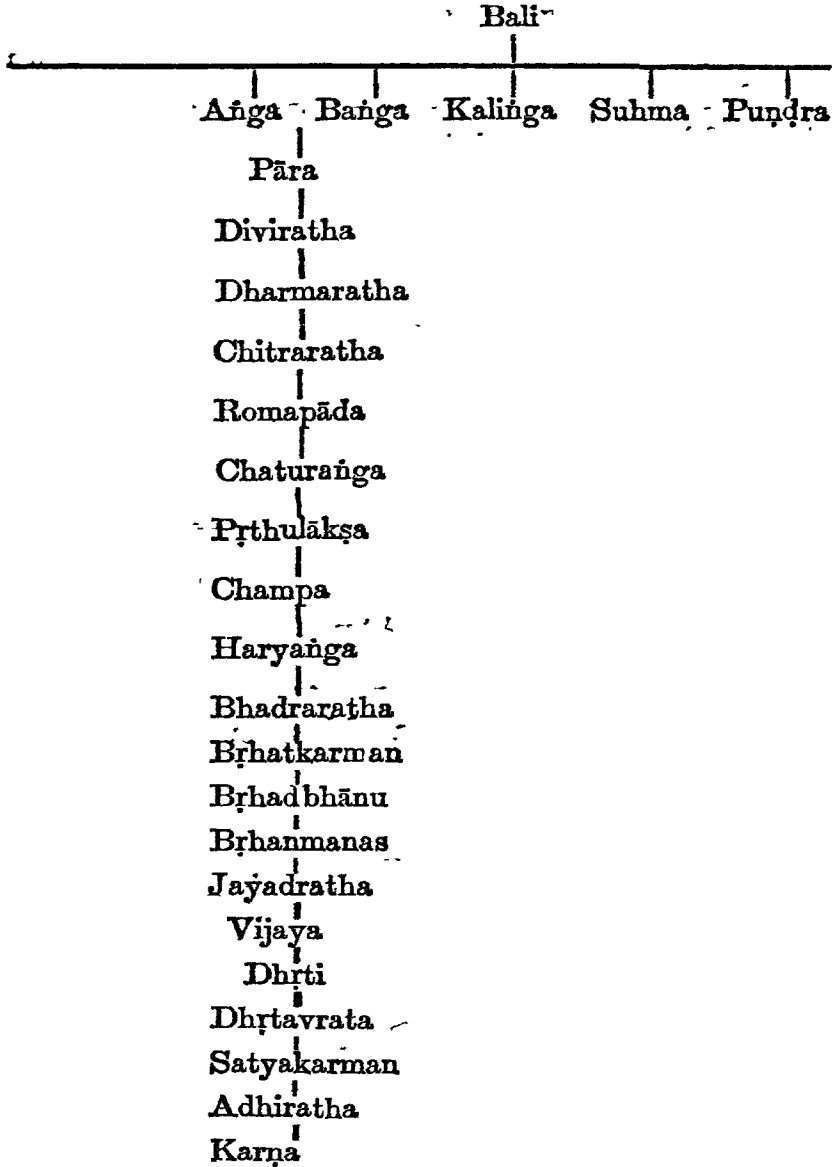 Bali
Aṅga Baṅga Kaliṅga Suhma Puṇḍra
Pāra
Diviratha
Dharmaratha
Chitraratha
Romapāda
Chaturaṅga
Pṛthulākṣa
Champa
Haryaṅga
Bhadraratha
Bṛhatkarman
Bṛhadbhānu
Bṛhanmanas
Jayadratha
Vijaya
Dhṛti
Dhṛtavrata
Satyakarman
Adhiratha
Karṇa